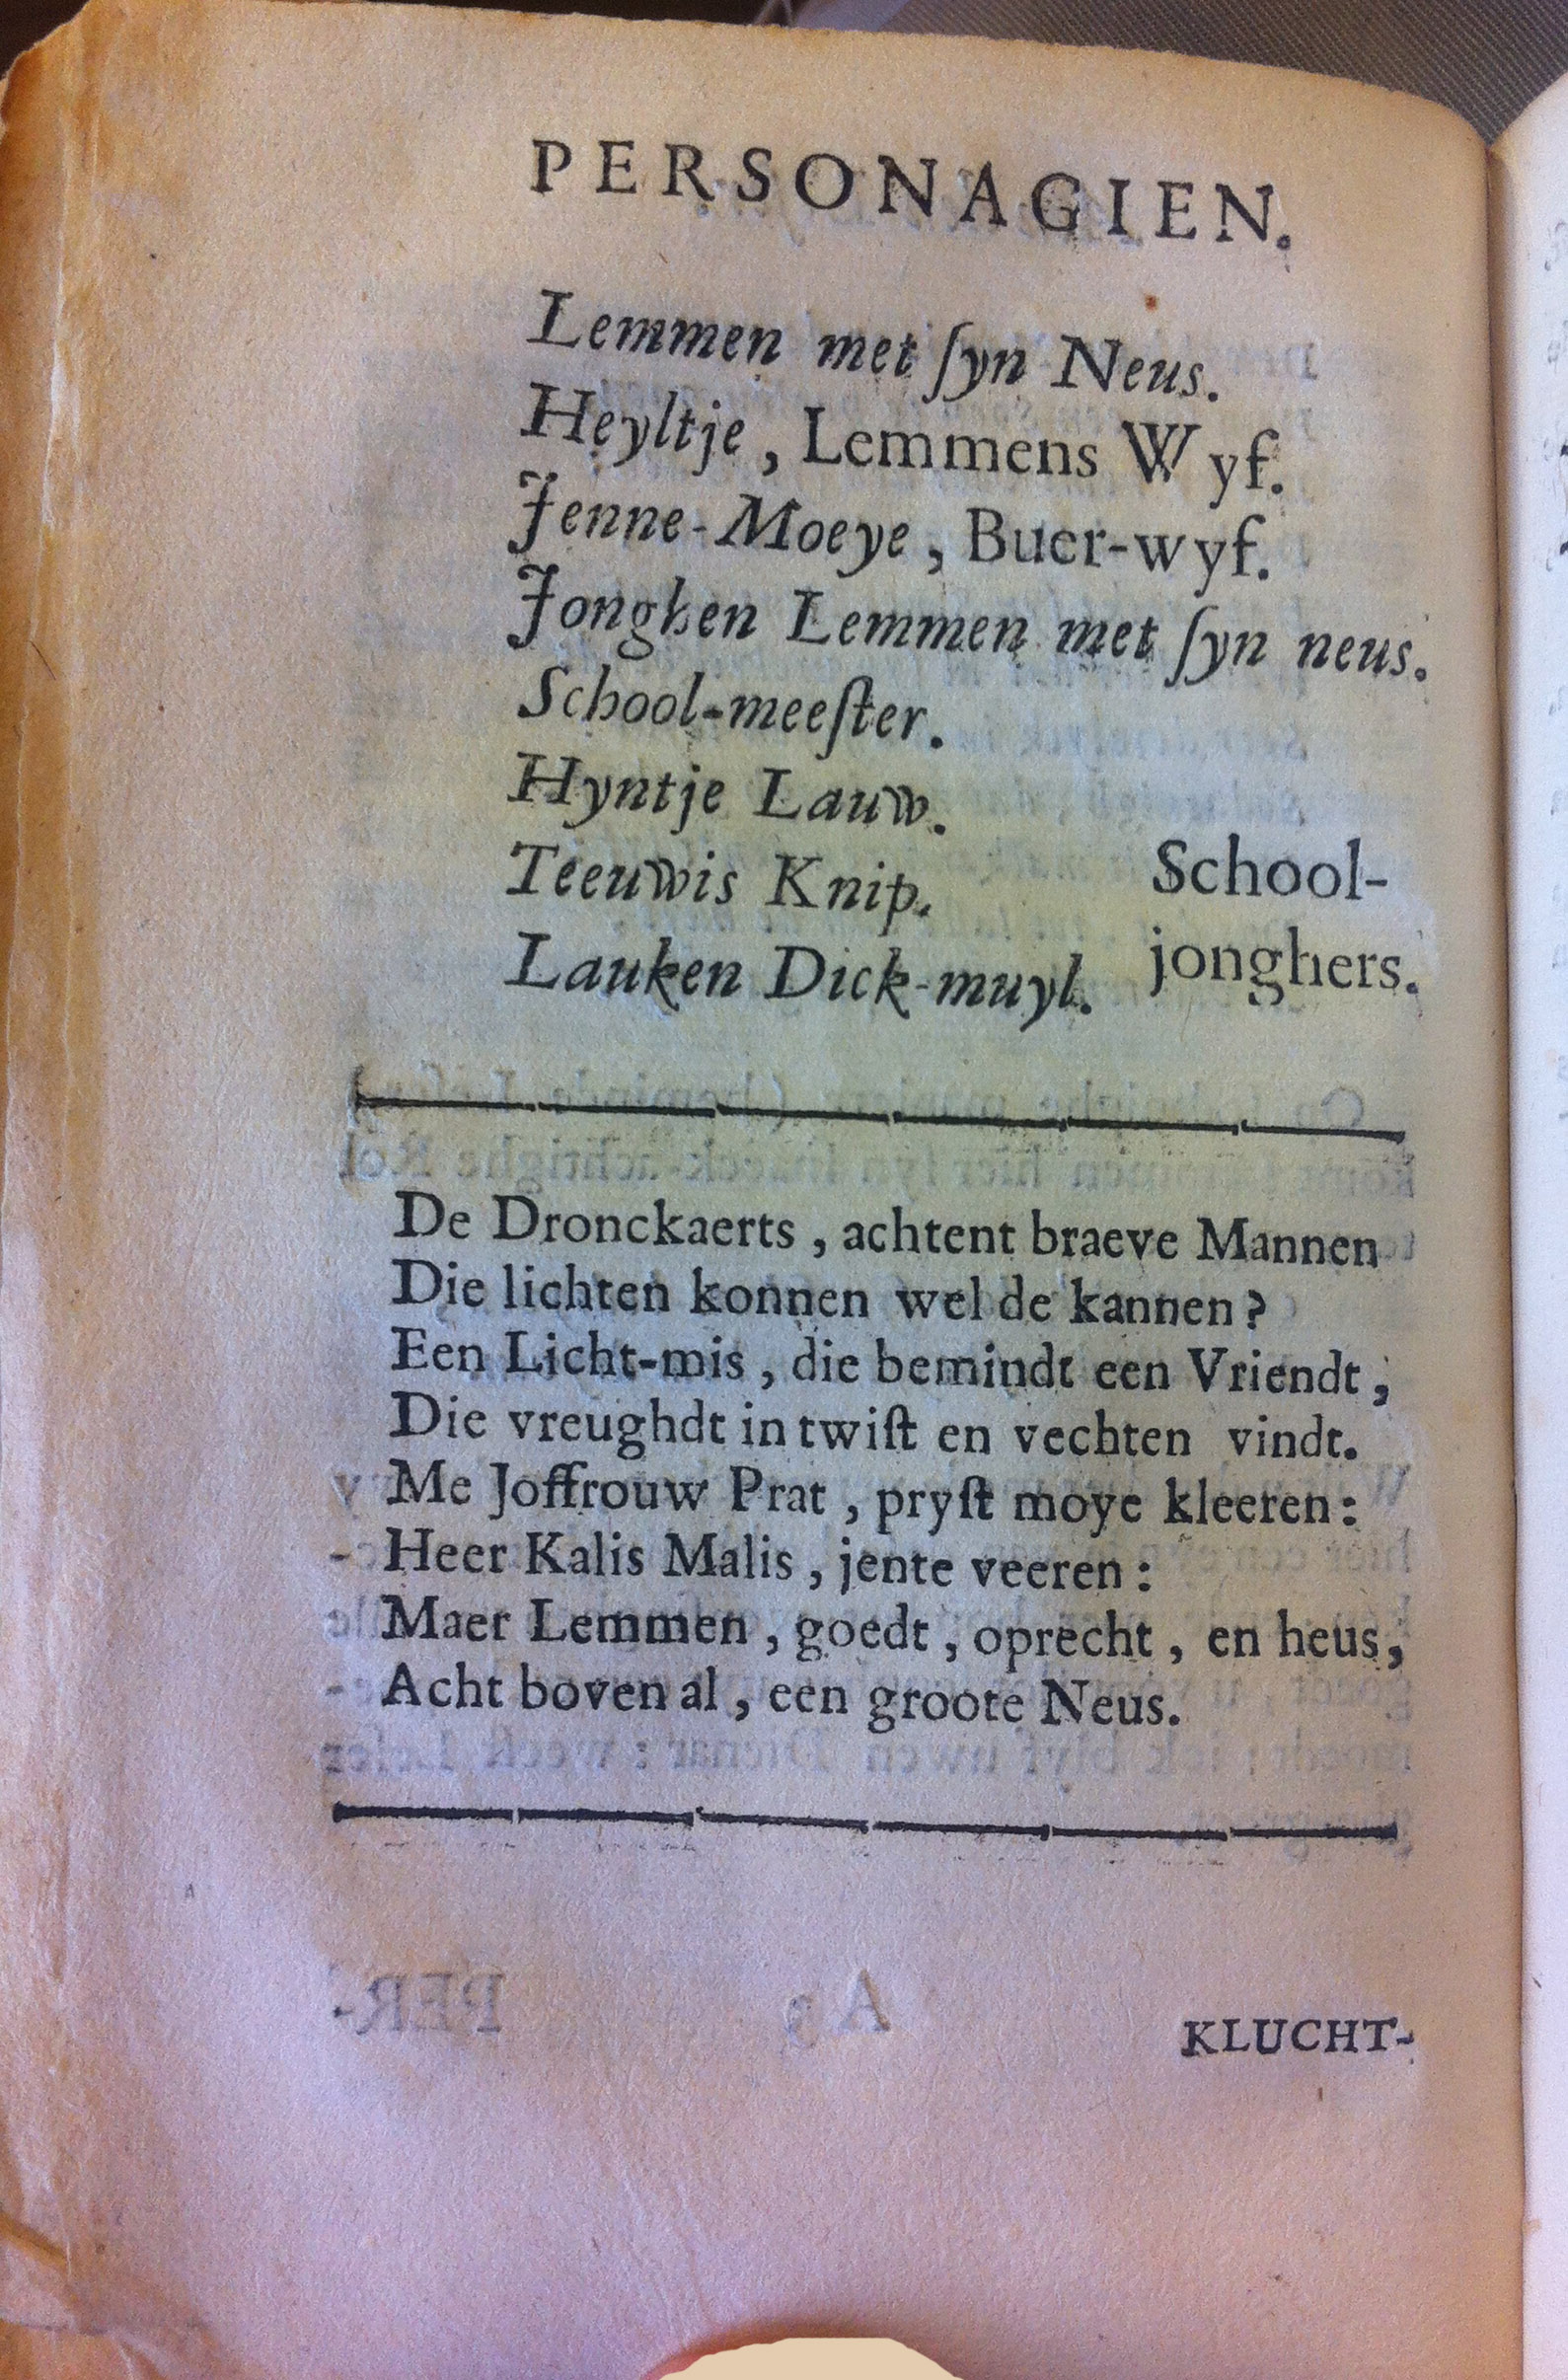 PERSONAGIEN.
Lemmen met ſyn Neus.
Heyltje, Lemmens Wyf.
Jenne-Moeye, Buer-wyf.
Jonghen Lemmen met ſyn neus.
School-meeſter.
Hyntje Lauw.
Teeuwis Knip.
Lauken Dick-muyl.
School-
jonghers.
De Dronckaerts, achtent braeve Mannen
Die lichten konnen wel de kannen?
Een Licht-mis, die bemindt een Vriendt,
Die vreughdt in twiſt en vechten vindt.
Me Joffrouw Prat, pryſt moye kleeren:
Heer Kalis Malis, jente veeren:
Maer Lemmen, goedt, oprecht, en heus,
Acht boven al, een groote Neus.
KLUCHT-